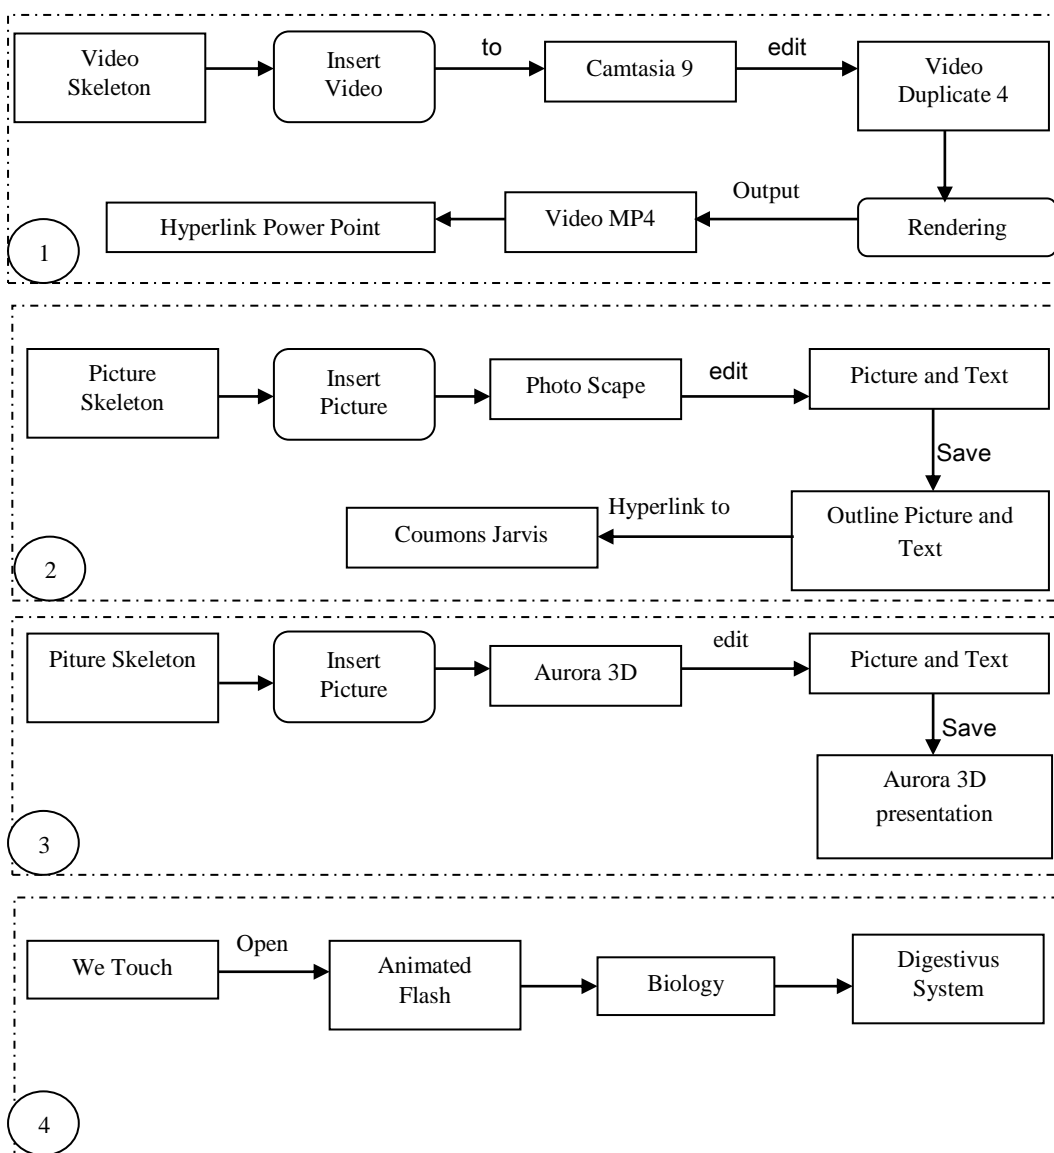 Video
Skeleton
Insert
Video
to
Camtasia 9
edit
Video
Duplicate 4
Hyperlink Power Point
Video MP4
Output
Rendering
1
Picture
Skeleton
Insert
Picture
Photo Scape
edit
Picture and Text
Save
Coumons Jarvis
Hyperlink to
Outline Picture and
Text
2
Piture Skeleton
Insert
Picture
Aurora 3D
edit
Picture and Text
Save
Aurora 3D
presentation
3
We Touch
Open
Animated
Flash
Biology
Digestivus
System
4